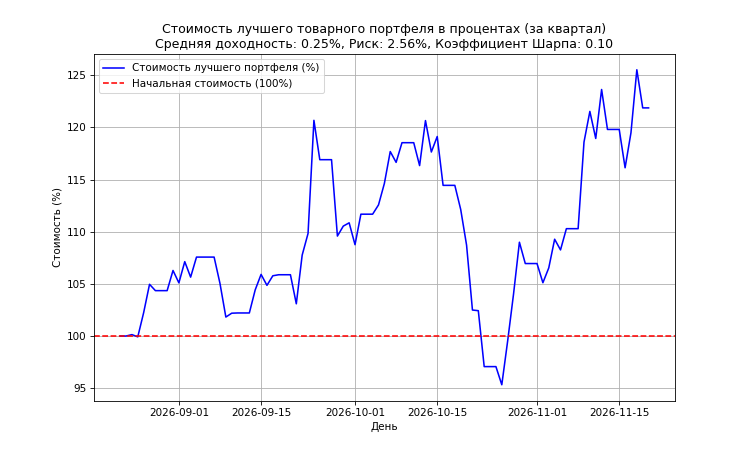 Стоимость лучшего товарного портфеля в процентах (за квартал)
Средняя доходность: 0.25%, Риск: 2.56%, Коэффициент Шарпа: 0.10
Стоимость лучшего портфеля (%)
Начальная стоимость (100%)
Стоимость (%)
125
120
115
110
105
100
95
2026-09-01
2026-09-15
2026-10-01
2026-10-15
2026-11-01
2026-11-15
День